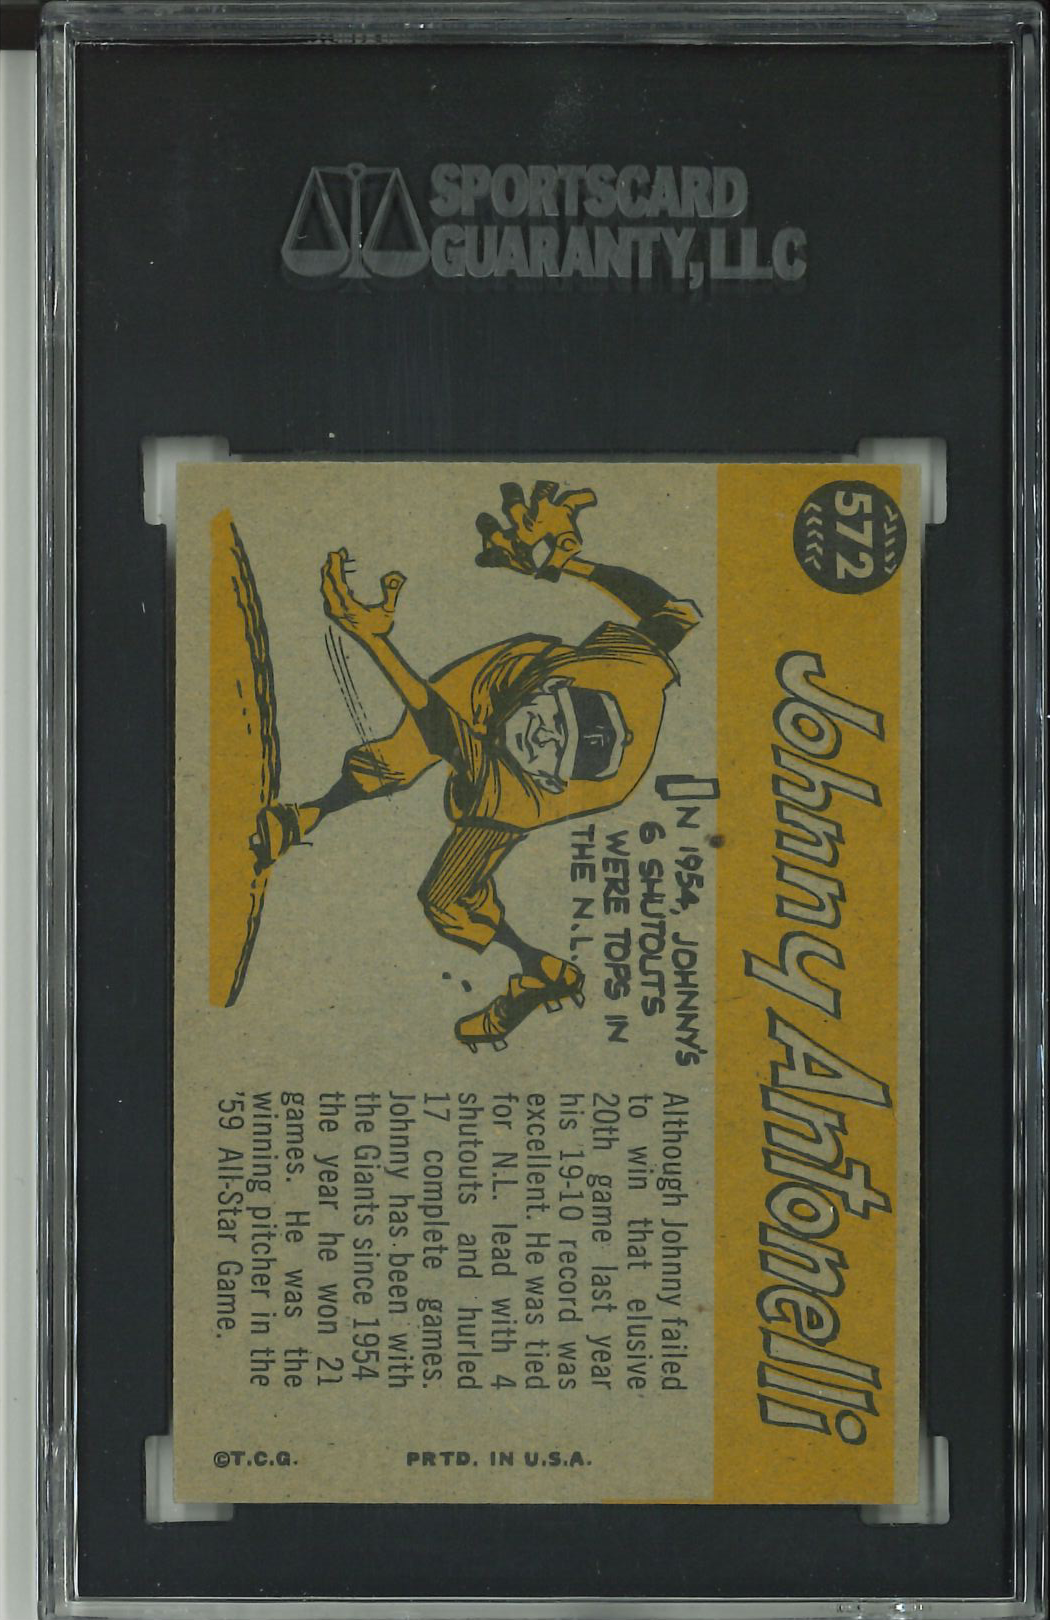 SPORTSCARD
GUARANTY, LLC
572
Johnny Antonelli
IN 1954, JOHNNY'S
6 SHUTOUTS
WERE TOPS IN
THE N.L.
Although Johnny failed
to win that elusive
20th game last year
his 19-10 record was
excellent. He was tied
for N.L. lead with 4
shutouts and hurled
17 complete games.
Johnny has been with
the Giants since 1954
the year he won 21
games. He was the
winning pitcher in the
'59 All-Star Game.
©T.C.G.
PRTD. IN U.S.A.